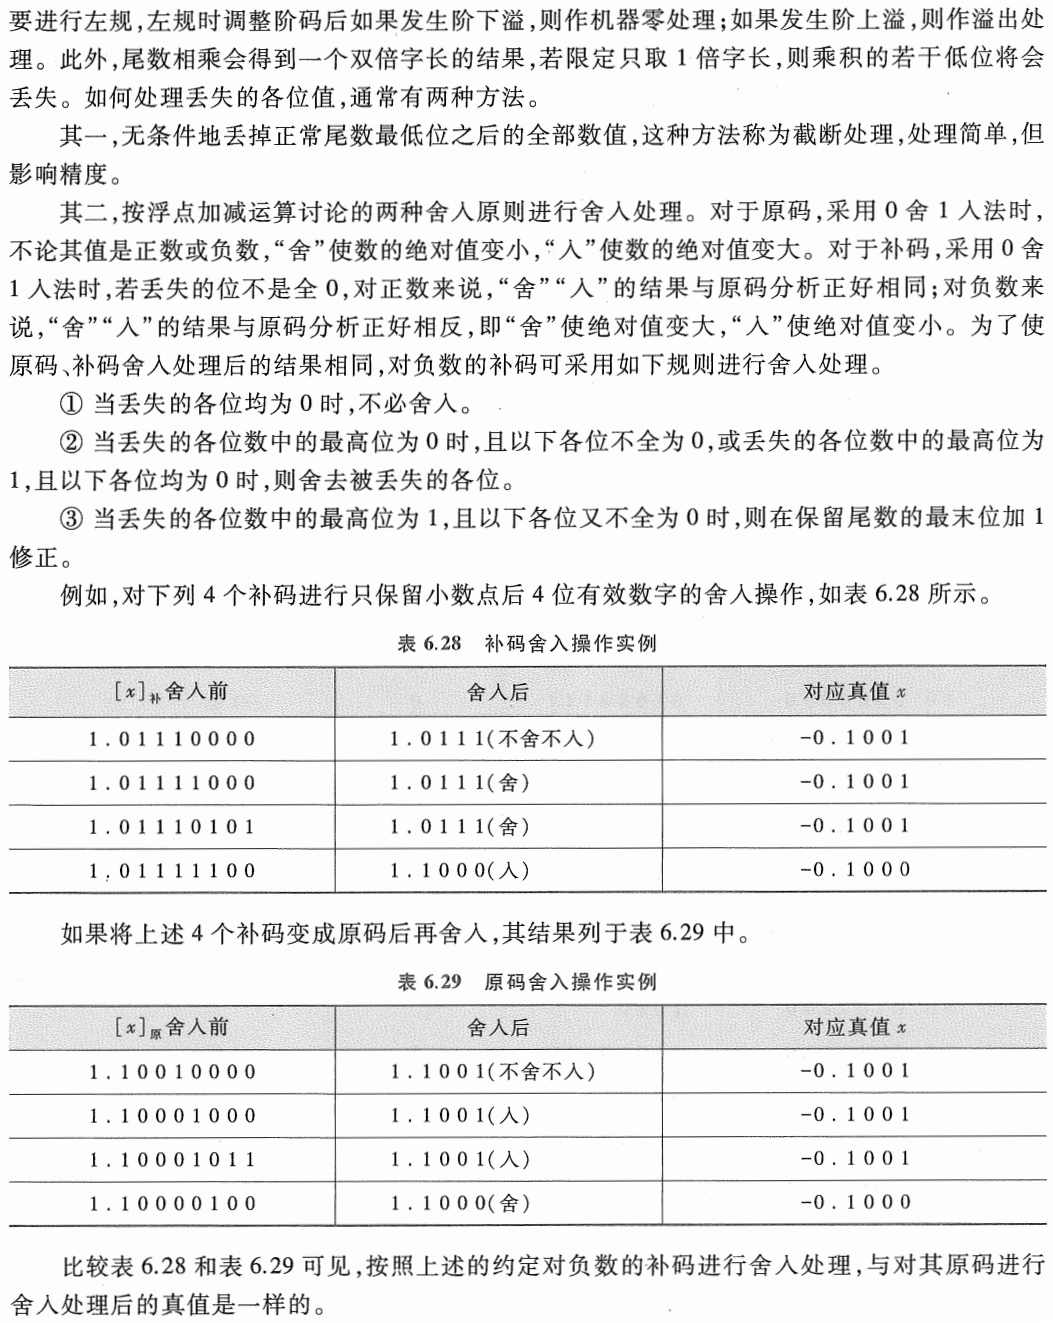 要进行左规,左规时调整阶码后如果发生阶下溢,则作机器零处理;如果发生阶上溢,则作溢出处
理。此外,尾数相乘会得到一个双倍字长的结果,若限定只取 1 倍字长,则乘积的若干低位将会
丢失。如何处理丢失的各位值,通常有两种方法。
其一,无条件地丢掉正常尾数最低位之后的全部数值,这种方法称为截断处理,处理简单,但
影响精度。
其二,按浮点加减运算讨论的两种舍入原则进行舍入处理。对于原码,采用 0 舍 1 入法时,
不论其值是正数或负数,“舍”使数的绝对值变小,“入”使数的绝对值变大。对于补码,采用 0 舍
1 入法时,若丢失的位不是全 0,对正数来说,“舍”“入”的结果与原码分析正好相同;对负数来
说,“舍”“入”的结果与原码分析正好相反,即“舍”使绝对值变大,“入”使绝对值变小。为了使
原码、补码舍入处理后的结果相同,对负数的补码可采用如下规则进行舍入处理。
① 当丢失的各位均为 0 时,不必舍入。
② 当丢失的各位数中的最高位为 0 时,且以下各位不全为 0,或丢失的各位数中的最高位为
1,且以下各位均为 0 时,则舍去被丢失的各位。
③ 当丢失的各位数中的最高位为 1,且以下各位又不全为 0 时,则在保留尾数的最末位加 1
修正。
例如,对下列 4 个补码进行只保留小数点后 4 位有效数字的舍入操作,如表 6.28 所示。
表 6.28 补码舍入操作实例
[x]补舍入前 舍入后 对应真值 x
1.01110000 1.0111(不舍不入) -0.1001
1.01111000 1.0111(舍) -0.1001
1.01110101 1.0111(舍) -0.1001
1.01111100 1.1000(入) -0.1000
如果将上述 4 个补码变成原码后再舍入,其结果列于表 6.29 中。
表 6.29 原码舍入操作实例
[x]原舍入前 舍入后 对应真值 x
1.10010000 1.1001(不舍不入) -0.1001
1.10001000 1.1001(入) -0.1001
1.10001011 1.1001(入) -0.1001
1.10000100 1.1000(舍) -0.1000
比较表 6.28 和表 6.29 可见,按照上述的约定对负数的补码进行舍入处理,与对其原码进行
舍入处理后的真值是一样的。